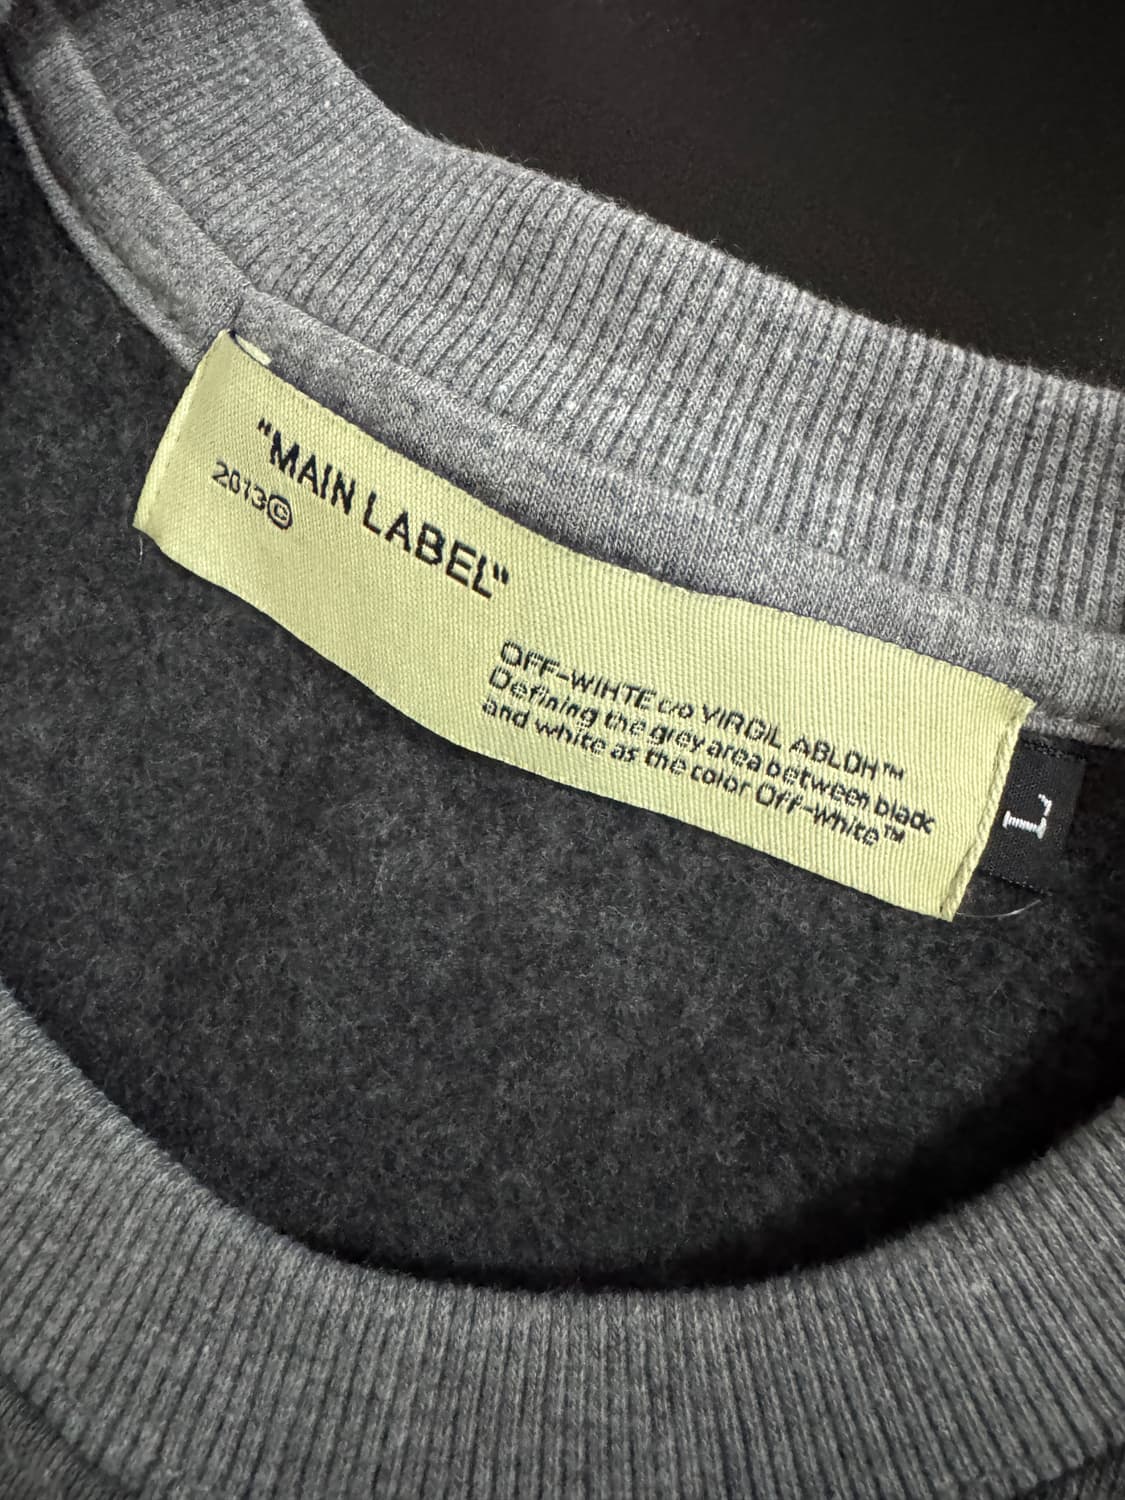 "MAIN LABEL"
2013©
OFF-WIHTE c/o VIRGIL ABLOH™
Defining the grey area between black
and white as the color Off-white™
L